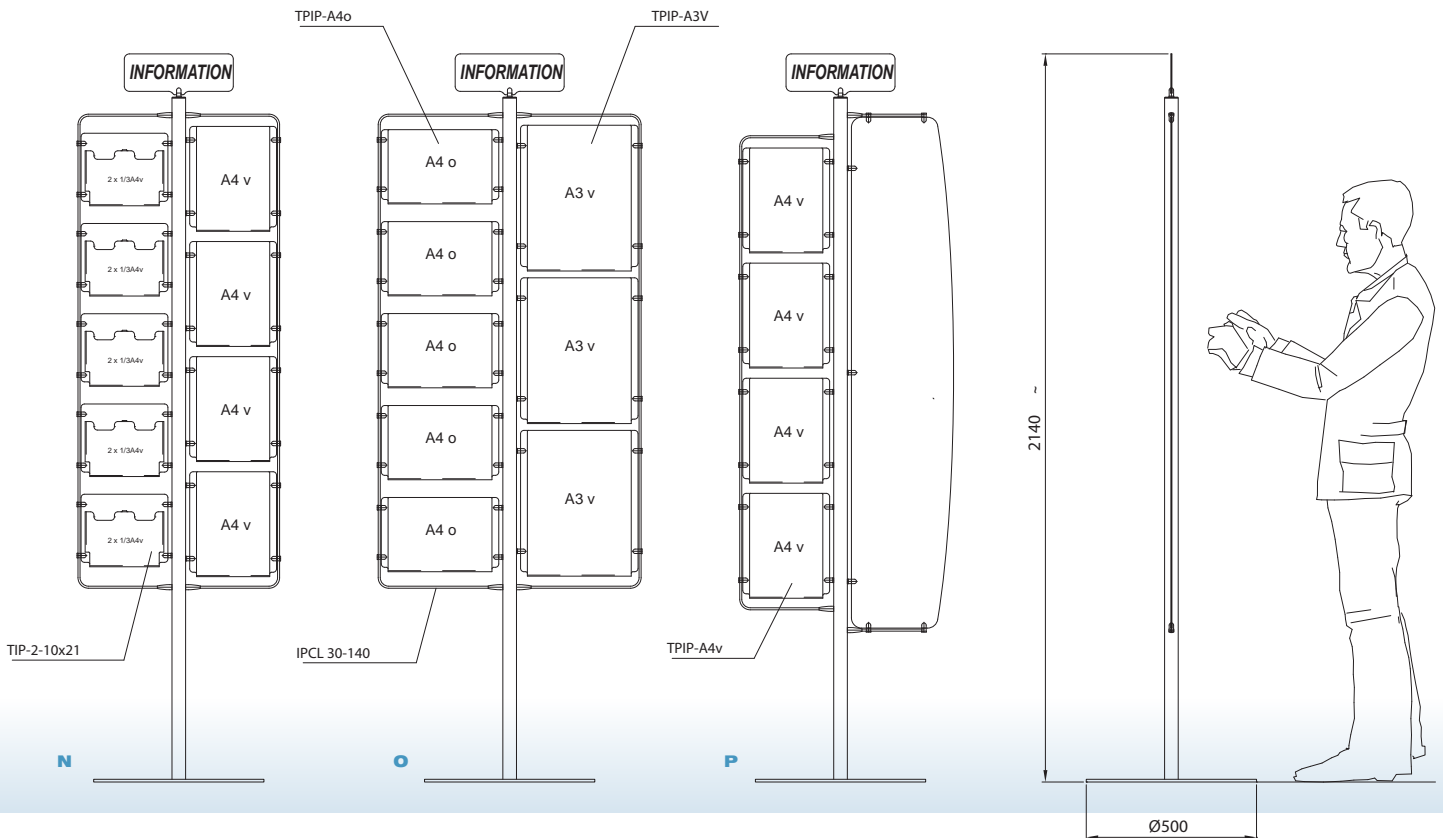 TPIP-A4o
TPIP-A3V
INFORMATION
INFORMATION
INFORMATION
2 x 1/3A4v
2 x 1/3A4v
2 x 1/3A4v
2 x 1/3A4v
2 x 1/3A4v
A4 v
A4 v
A4 v
A4 v
A4 o
A4 o
A4 o
A4 o
A4 o
A3 v
A3 v
A3 v
A4 v
A4 v
A4 v
A4 v
2140 ~
TIP-2-10x21
IPCL 30-140
TPIP-A4v
N
O
P
Ø500